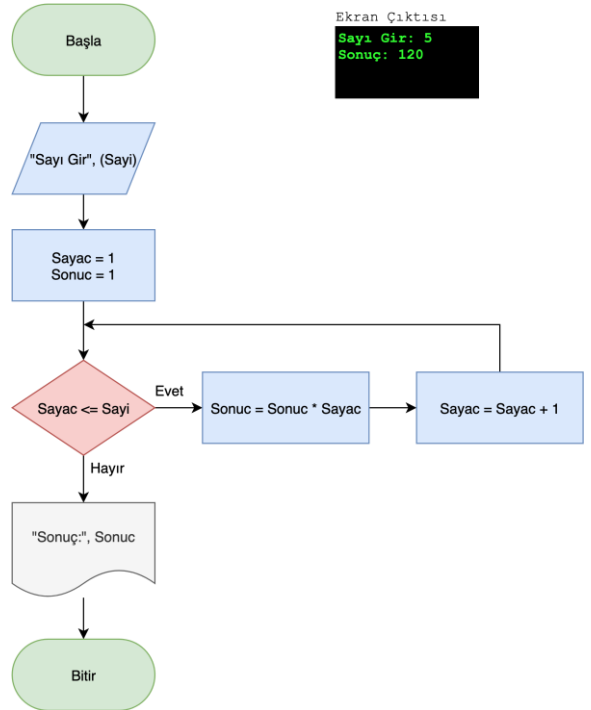 Başla
Ekran Çıktısı
Sayı Gir: 5
Sonuç: 120
"Sayı Gir", (Sayi)
Sayac = 1
Sonuc = 1
Sayac <= Sayi
Evet
Sonuc = Sonuc * Sayac
Sayac = Sayac + 1
Hayır
"Sonuç:", Sonuc
Bitir